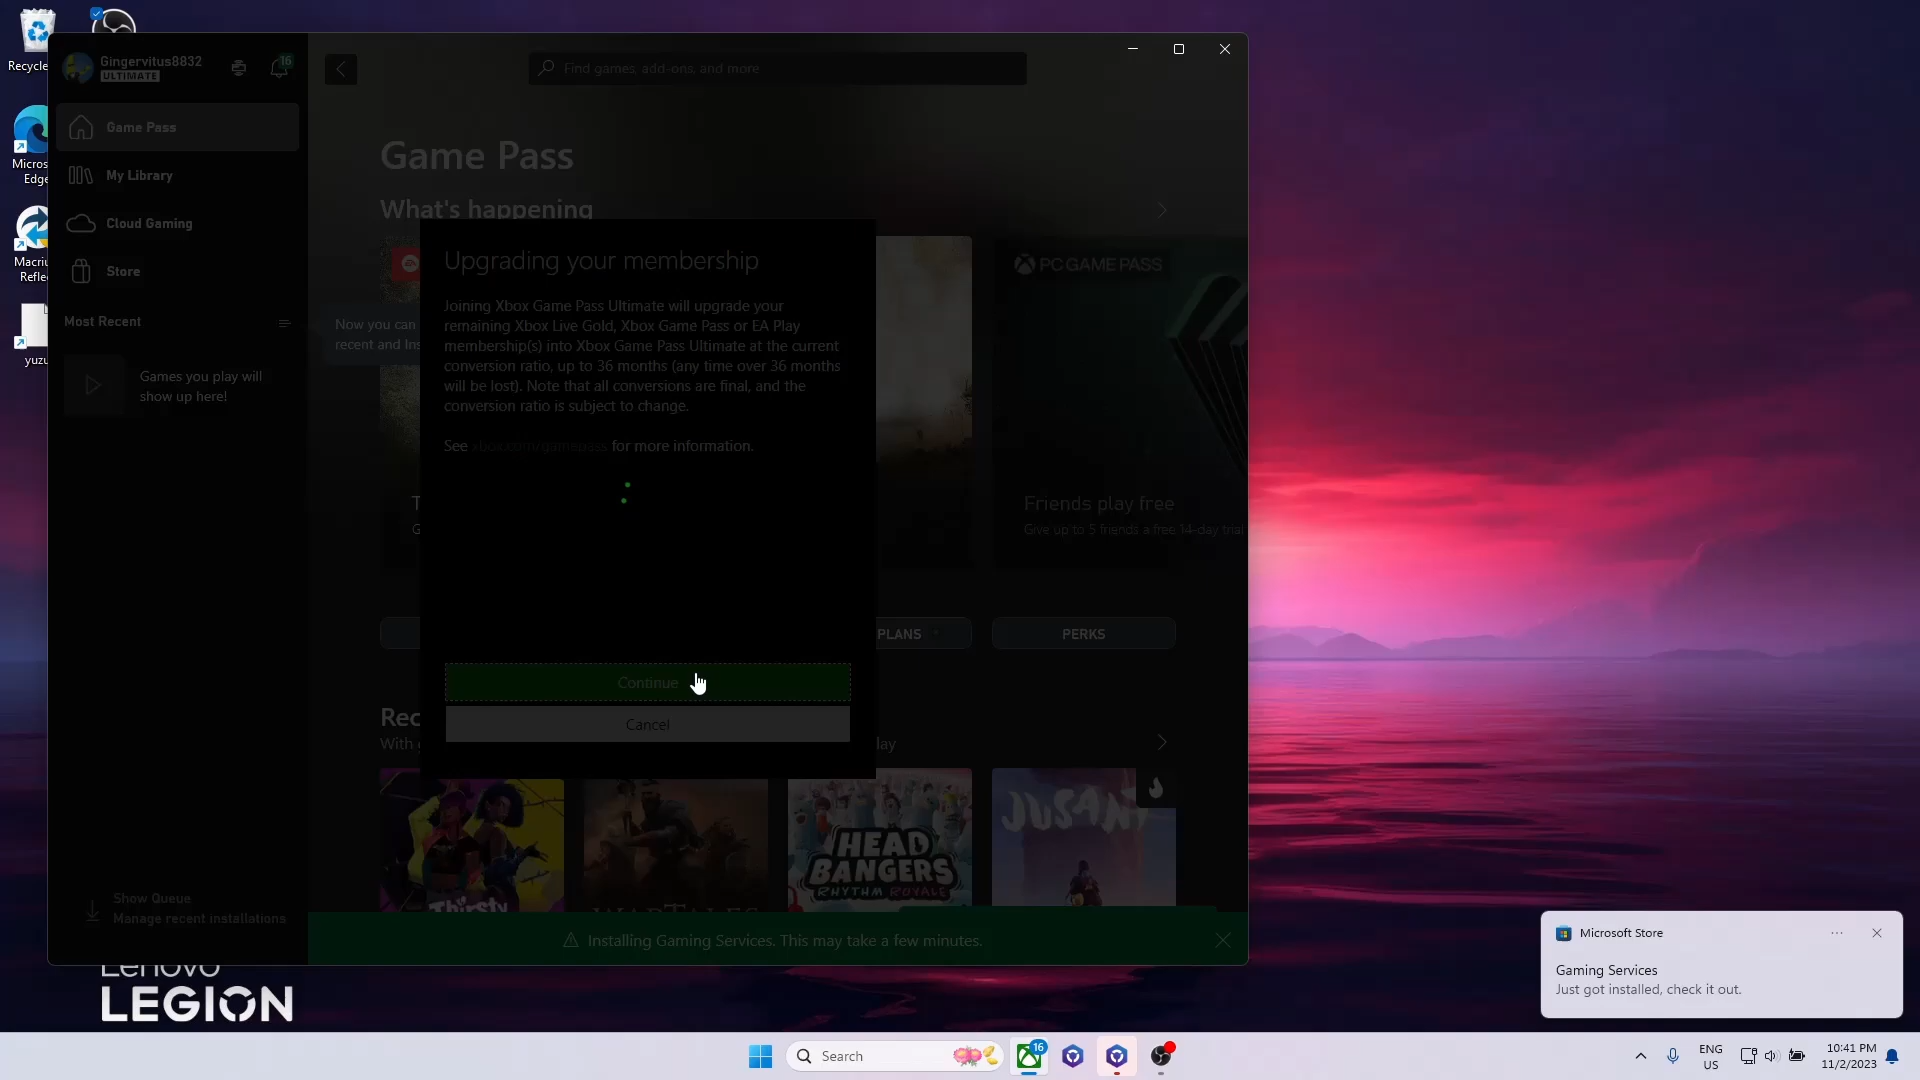 Recycle
Gingervitus8832
ULTIMATE
16
Find games, add-ons, and more
Game Pass
My Library
Cloud Gaming
Store
Most Recent
Games you play will
show up here!
Show Queue
Manage recent installations
Micros
Edge
Macriu
Refle
yuzu
Game Pass
What's happening
Now you can
recent and Ins
PC GAME PASS
Friends play free
Give up to 5 friends a free 14-day trial
T
G
Upgrading your membership
Joining Xbox Game Pass Ultimate will upgrade your
remaining Xbox Live Gold, Xbox Game Pass or EA Play
membership(s) into Xbox Game Pass Ultimate at the current
conversion ratio, up to 36 months (any time over 36 months
will be lost). Note that all conversions are final, and the
conversion ratio is subject to change.
See xbox.com/gamepass for more information.
Continue
Cancel
PLANS
PERKS
Rec
With g
lay
Thirsty
WARTALES
HEAD
BANGERS
RHYTHM ROYALE
JUSANT
Installing Gaming Services. This may take a few minutes.
Lenovo
LEGION
Microsoft Store
Gaming Services
Just got installed, check it out.
Search
16
ENG
US
10:41 PM
11/2/2023